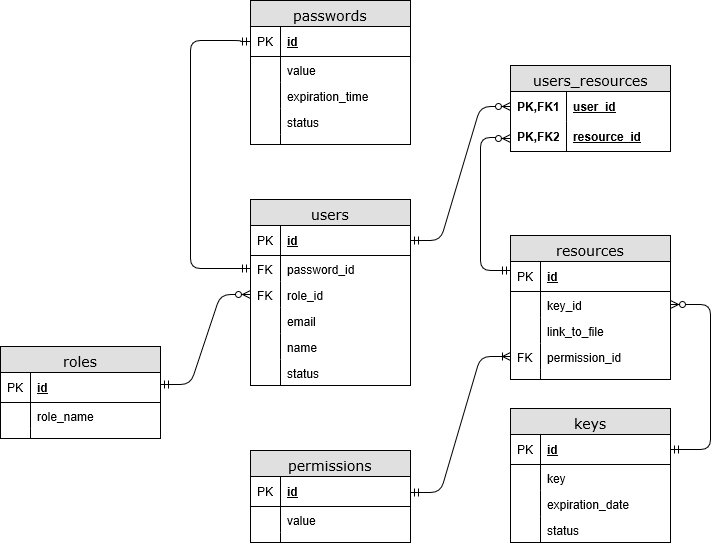 passwords
PK id
value
expiration_time
status
users_resources
PK,FK1 user_id
PK,FK2 resource_id
users
PK id
FK password_id
FK role_id
email
name
status
resources
PK id
key_id
link_to_file
FK permission_id
roles
PK id
role_name
keys
PK id
key
expiration_date
status
permissions
PK id
value